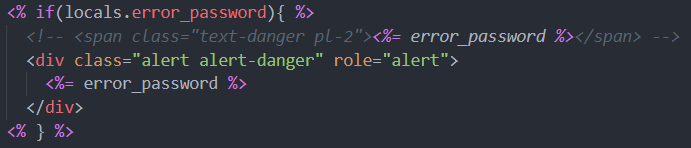 <% if(locals.error_password){ %>
<!-- <span class="text-danger pl-2"><%= error_password %></span> -->
<div class="alert alert-danger" role="alert">
<%= error_password %>
</div>
<% } %>